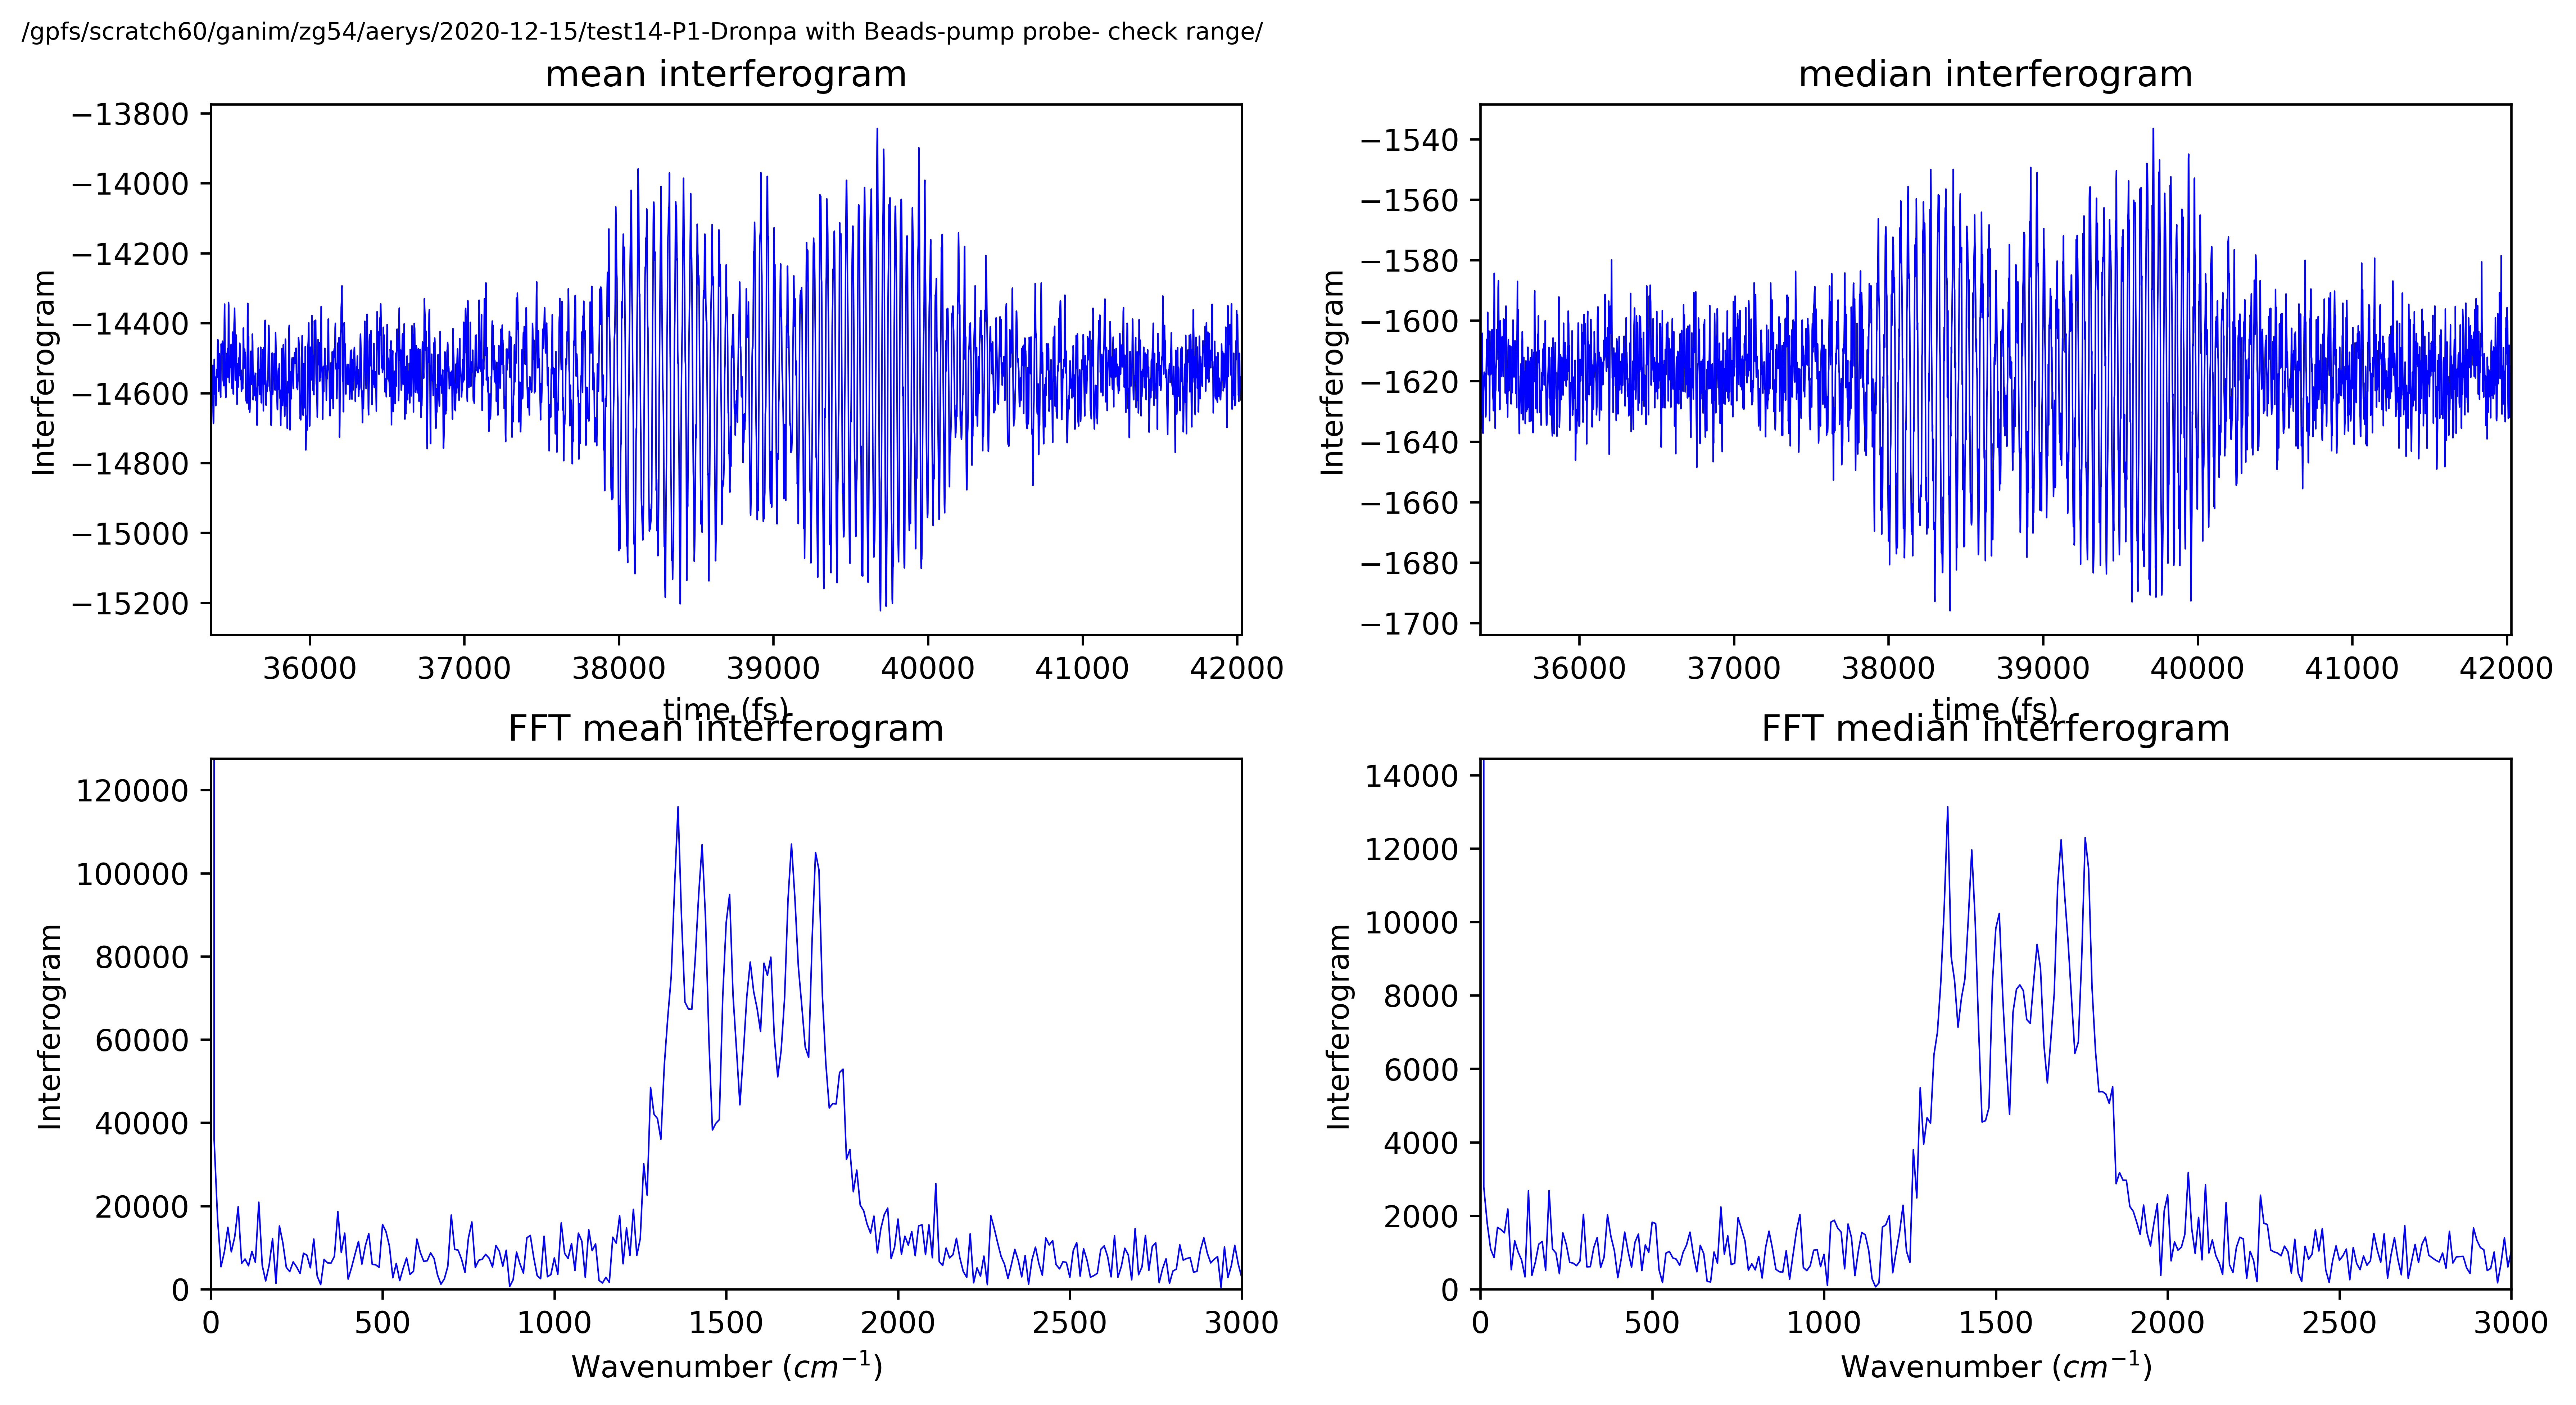 /gpfs/scratch60/ganim/zg54/aerys/2020-12-15/test14-P1-Dronpa with Beads-pump probe- check range/
mean interferogram
Interferogram
−13800
−14000
−14200
−14400
−14600
−14800
−15000
−15200
36000 37000 38000 39000 40000 41000 42000
time (fs)
median interferogram
Interferogram
−1540
−1560
−1580
−1600
−1620
−1640
−1660
−1680
−1700
36000 37000 38000 39000 40000 41000 42000
time (fs)
FFT mean interferogram
Interferogram
120000
100000
80000
60000
40000
20000
0
0 500 1000 1500 2000 2500 3000
Wavenumber (cm⁻¹)
FFT median interferogram
Interferogram
14000
12000
10000
8000
6000
4000
2000
0
0 500 1000 1500 2000 2500 3000
Wavenumber (cm⁻¹)